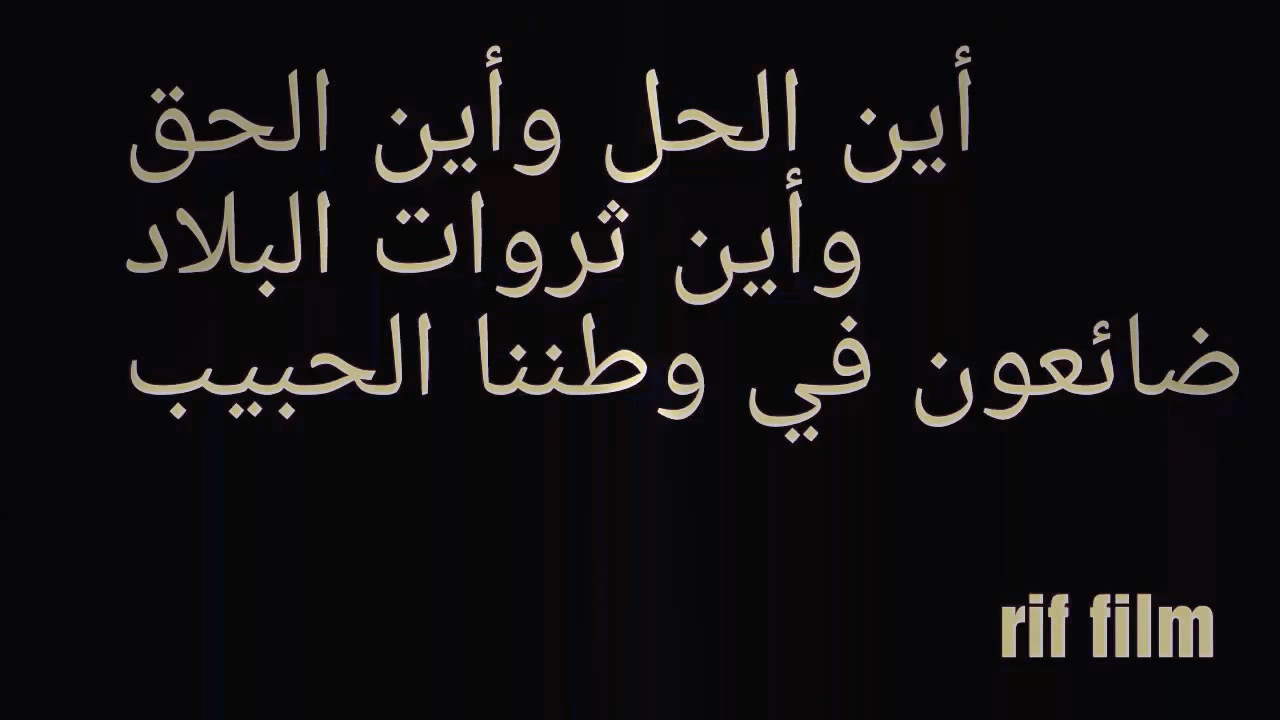 أين الحل وأين الحق
وأين ثروات البلاد
ضائعون في وطننا الحبيب
rif film